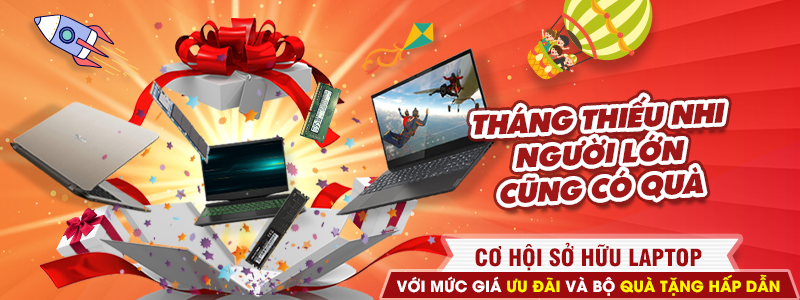 THÁNG THIẾU NHI
NGƯỜI LỚN
CŨNG CÓ QUÀ
CƠ HỘI SỞ HỮU LAPTOP
VỚI MỨC GIÁ ƯU ĐÃI VÀ BỘ QUÀ TẶNG HẤP DẪN